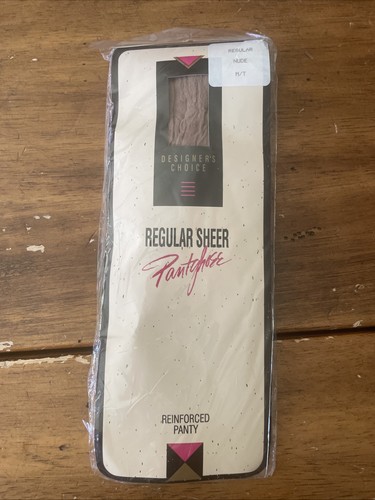 REGULAR
NUDE
R/T
DESIGNER'S
CHOICE
REGULAR SHEER
Pantyhose
REINFORCED
PANTY